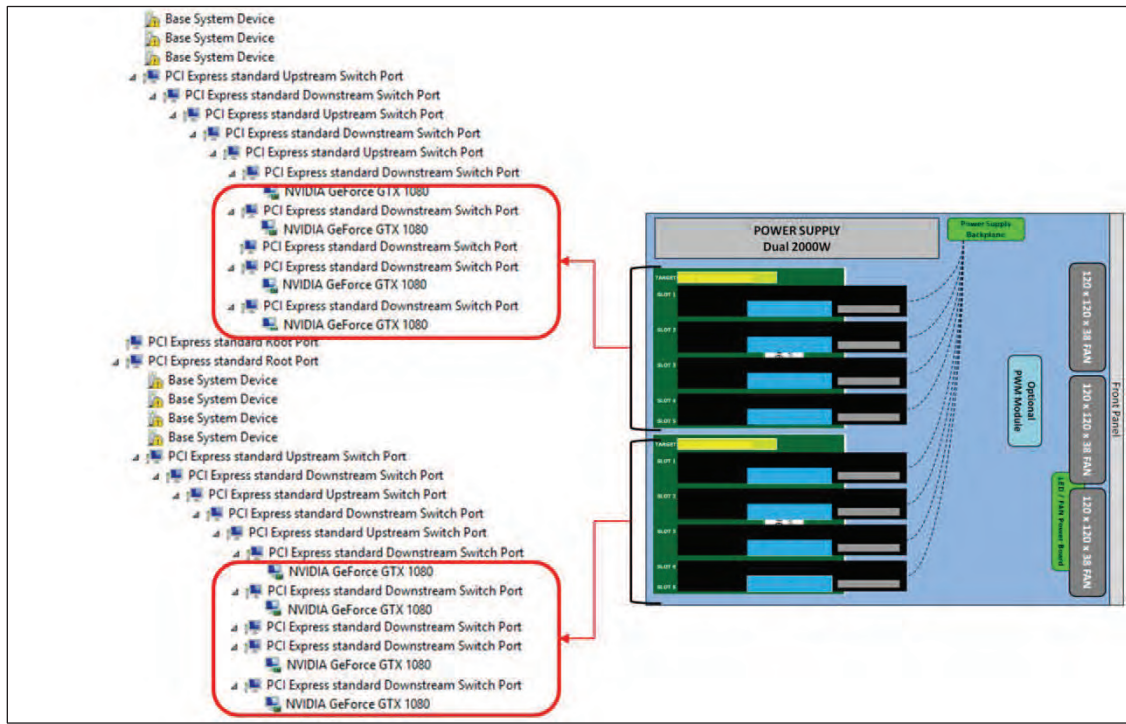 Base System Device
Base System Device
Base System Device
PCI Express standard Upstream Switch Port
PCI Express standard Downstream Switch Port
PCI Express standard Upstream Switch Port
PCI Express standard Downstream Switch Port
PCI Express standard Upstream Switch Port
PCI Express standard Downstream Switch Port
NVIDIA GeForce GTX 1080
PCI Express standard Downstream Switch Port
NVIDIA GeForce GTX 1080
PCI Express standard Downstream Switch Port
PCI Express standard Downstream Switch Port
NVIDIA GeForce GTX 1080
PCI Express standard Downstream Switch Port
NVIDIA GeForce GTX 1080
PCI Express standard Root Port
PCI Express standard Root Port
Base System Device
Base System Device
Base System Device
Base System Device
PCI Express standard Upstream Switch Port
PCI Express standard Downstream Switch Port
PCI Express standard Upstream Switch Port
PCI Express standard Downstream Switch Port
PCI Express standard Upstream Switch Port
PCI Express standard Downstream Switch Port
NVIDIA GeForce GTX 1080
PCI Express standard Downstream Switch Port
NVIDIA GeForce GTX 1080
PCI Express standard Downstream Switch Port
PCI Express standard Downstream Switch Port
NVIDIA GeForce GTX 1080
PCI Express standard Downstream Switch Port
NVIDIA GeForce GTX 1080
POWER SUPPLY
Dual 2000W
Power Supply
Backplane
TARGET
SLOT 1
SLOT 2
SLOT 3
SLOT 4
SLOT 5
TARGET
SLOT 1
SLOT 2
SLOT 3
SLOT 4
SLOT 5
Optional
PWM Module
LED / FAN Power Board
120 x 120 x 38 FAN
120 x 120 x 38 FAN
120 x 120 x 38 FAN
Front Panel